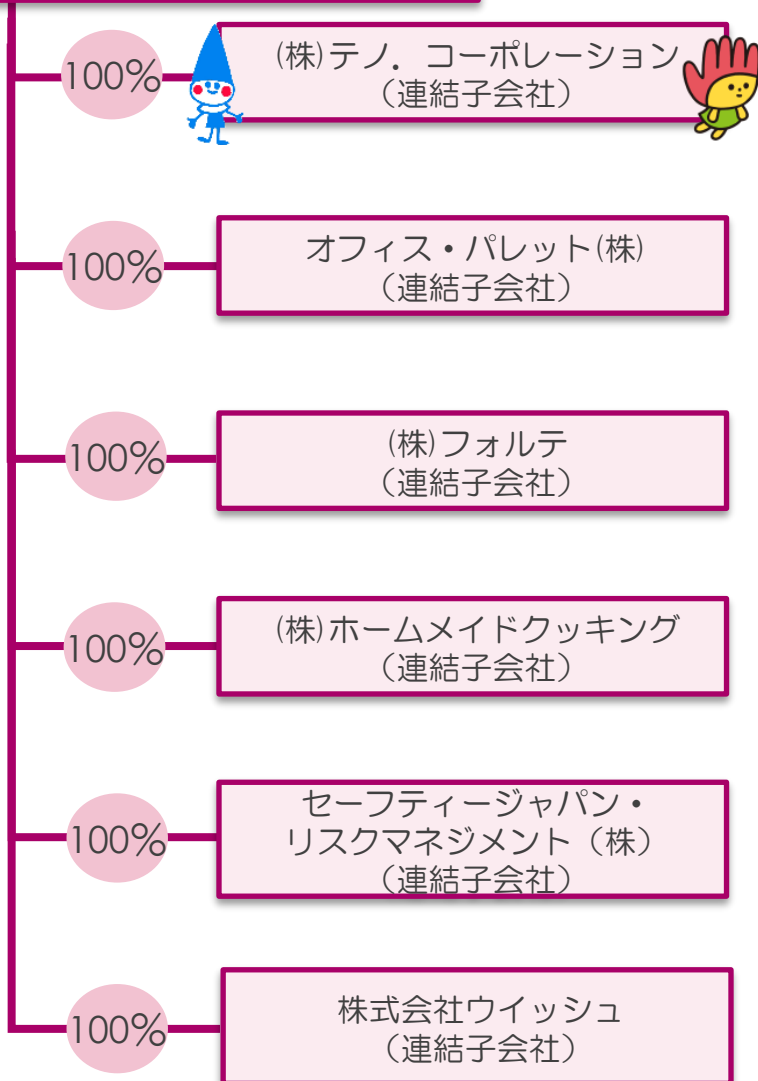 100%
(株)テノ．コーポレーション
（連結子会社）
100%
オフィス・パレット(株)
（連結子会社）
100%
(株)フォルテ
（連結子会社）
100%
(株)ホームメイドクッキング
（連結子会社）
100%
セーフティージャパン・
リスクマネジメント（株）
（連結子会社）
100%
株式会社ウイッシュ
（連結子会社）